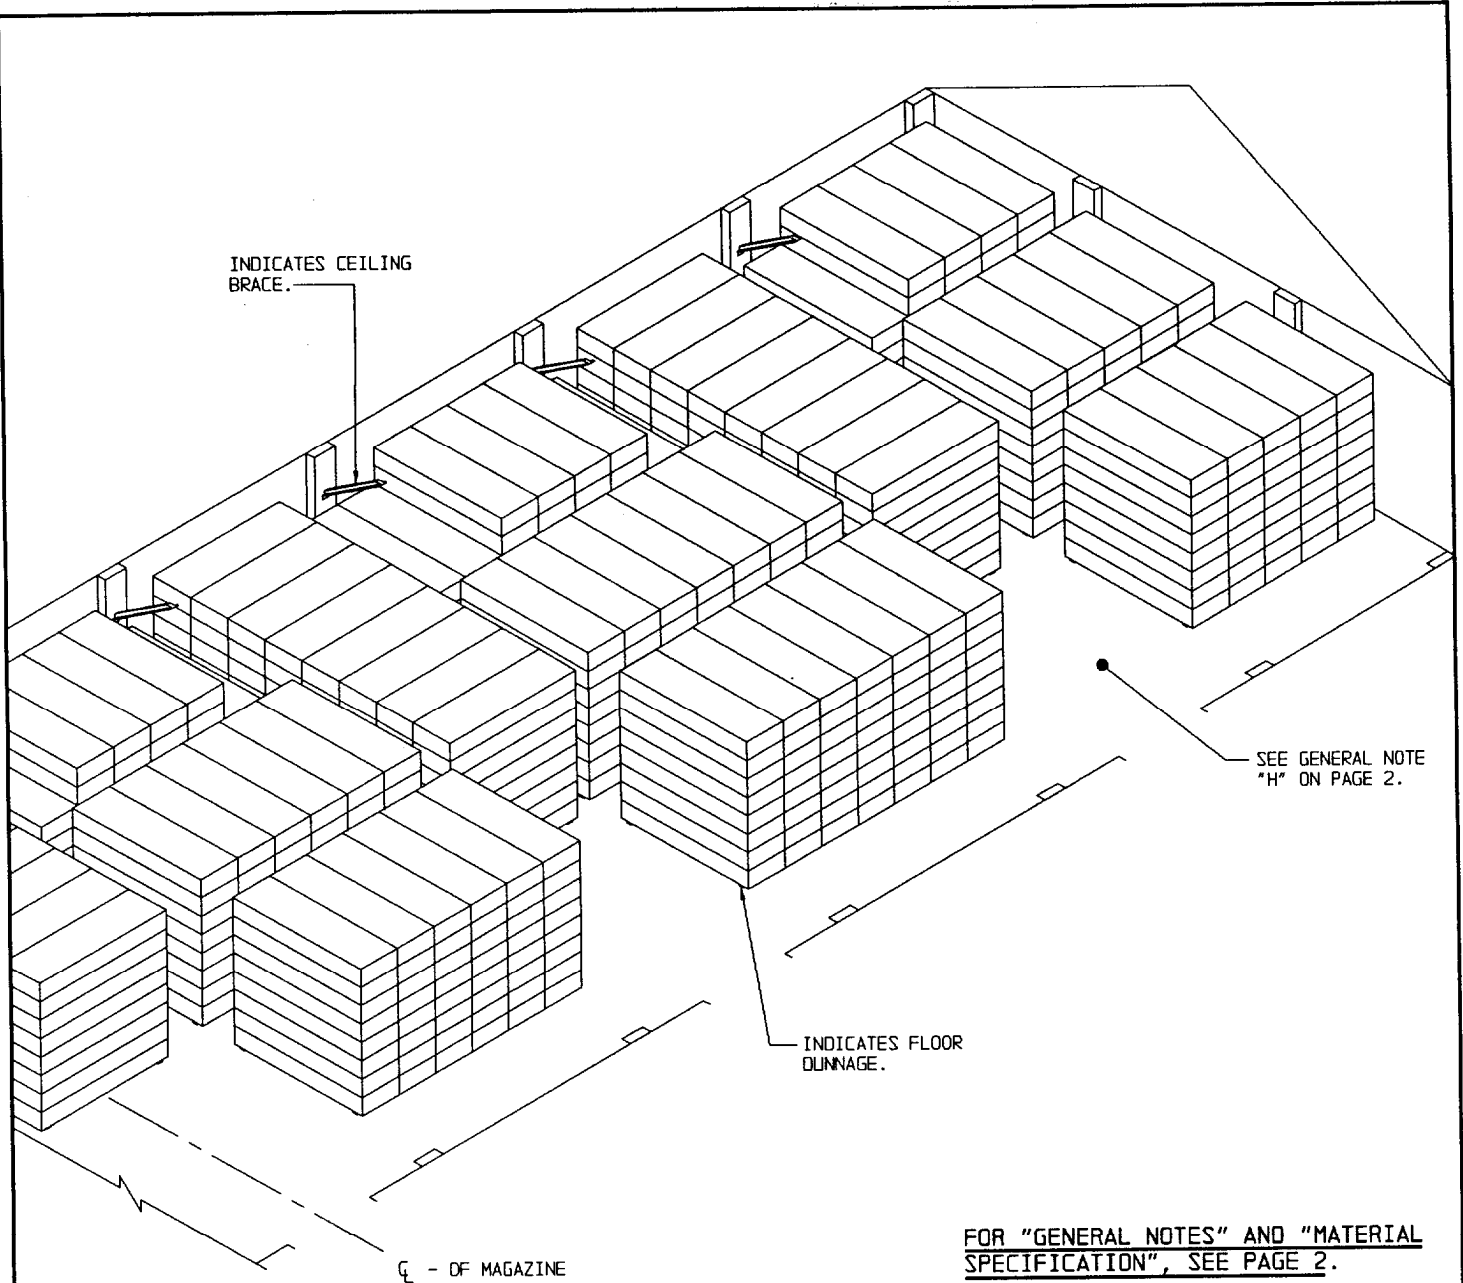 INDICATES CEILING
BRACE.
SEE GENERAL NOTE
"H" ON PAGE 2.
INDICATES FLOOR
DUNNAGE.
℄ - OF MAGAZINE
FOR "GENERAL NOTES" AND "MATERIAL
SPECIFICATION", SEE PAGE 2.